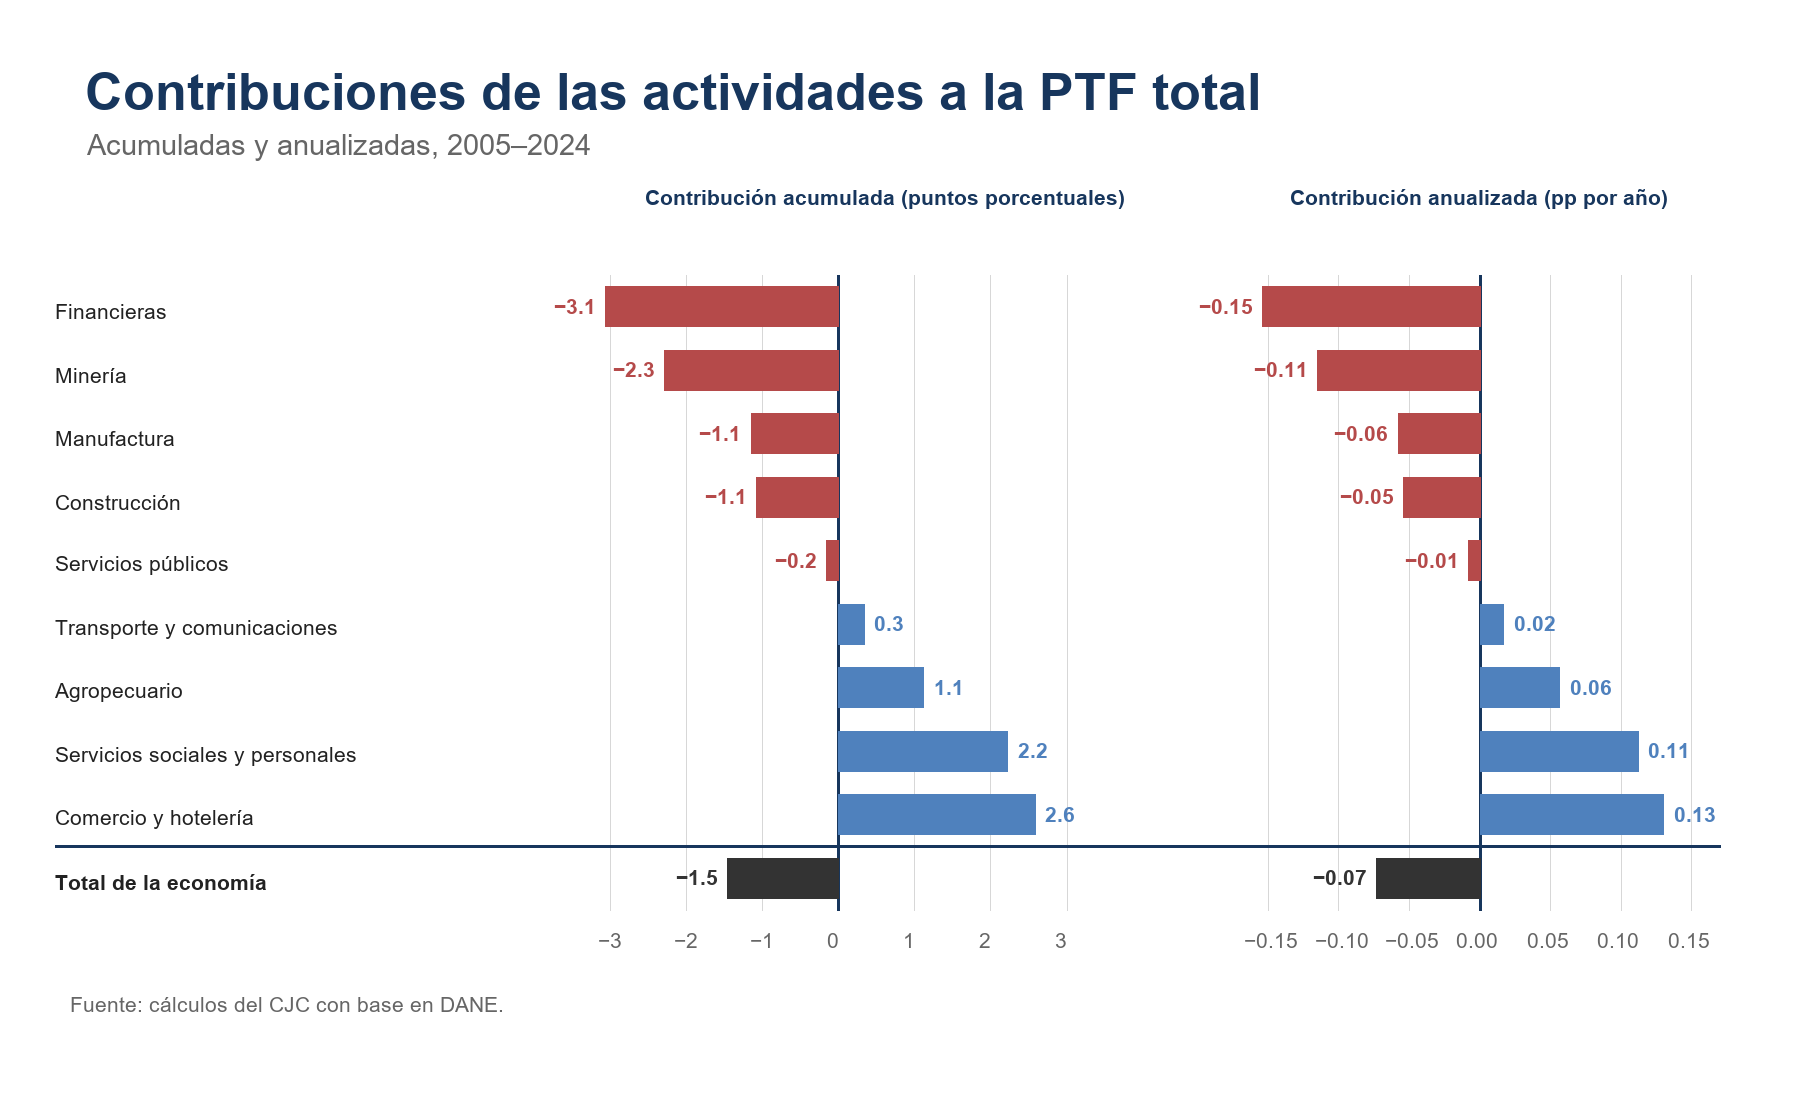 Contribuciones de las actividades a la PTF total
Acumuladas y anualizadas, 2005–2024
Contribución acumulada (puntos porcentuales) Contribución anualizada (pp por año)
Financieras −3.1 −0.15
Minería −2.3 −0.11
Manufactura −1.1 −0.06
Construcción −1.1 −0.05
Servicios públicos −0.2 −0.01
Transporte y comunicaciones 0.3 0.02
Agropecuario 1.1 0.06
Servicios sociales y personales 2.2 0.11
Comercio y hotelería 2.6 0.13
Total de la economía −1.5 −0.07
−3 −2 −1 0 1 2 3 −0.15 −0.10 −0.05 0.00 0.05 0.10 0.15
Fuente: cálculos del CJC con base en DANE.